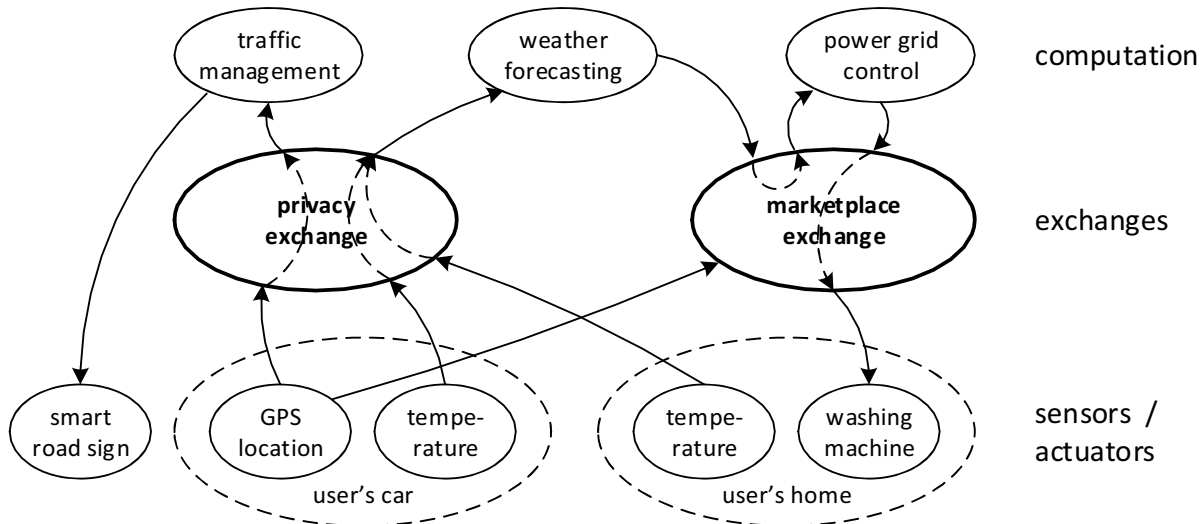 traffic
management
weather
forecasting
power grid
control
computation
privacy
exchange
marketplace
exchange
exchanges
smart
road sign
GPS
location
tempe-
rature
tempe-
rature
washing
machine
sensors /
actuators
user's car
user's home